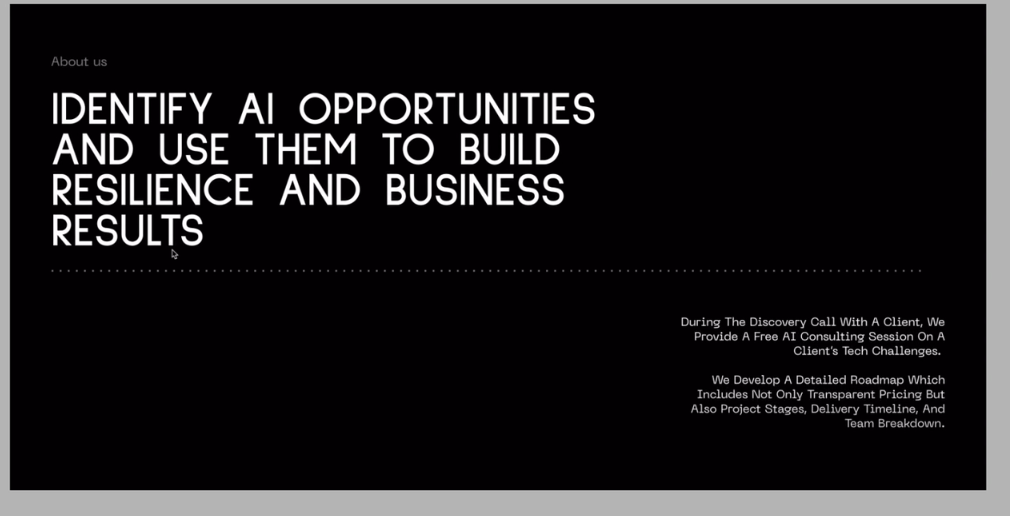 About us
IDENTIFY AI OPPORTUNITIES
AND USE THEM TO BUILD
RESILIENCE AND BUSINESS
RESULTS
During The Discovery Call With A Client, We
Provide A Free AI Consulting Session On A
Client's Tech Challenges.
We Develop A Detailed Roadmap Which
Includes Not Only Transparent Pricing But
Also Project Stages, Delivery Timeline, And
Team Breakdown.